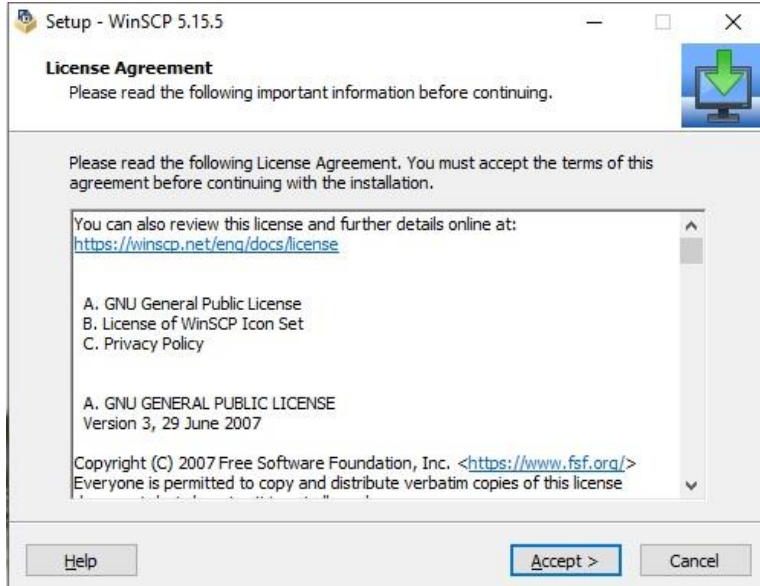 Setup - WinSCP 5.15.5
License Agreement
Please read the following important information before continuing.
Please read the following License Agreement. You must accept the terms of this
agreement before continuing with the installation.
You can also review this license and further details online at:
https://winscp.net/eng/docs/license
A. GNU General Public License
B. License of WinSCP Icon Set
C. Privacy Policy
A. GNU GENERAL PUBLIC LICENSE
Version 3, 29 June 2007
Copyright (C) 2007 Free Software Foundation, Inc. <https://www.fsf.org/>
Everyone is permitted to copy and distribute verbatim copies of this license
Help
Accept >
Cancel